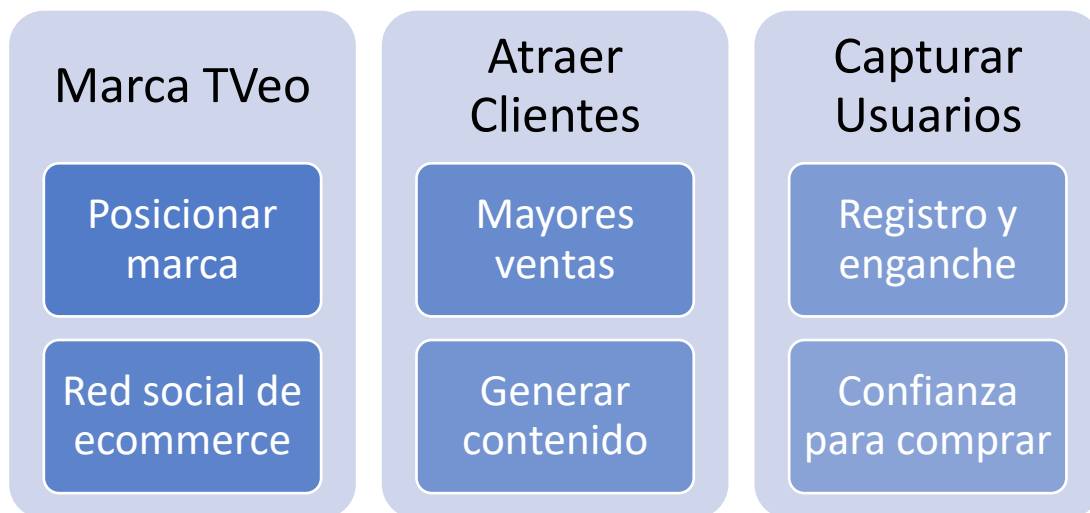 Marca TVeo
Posicionar
marca
Red social de
ecommerce
Atraer
Clientes
Mayores
ventas
Generar
contenido
Capturar
Usuarios
Registro y
enganche
Confianza
para comprar